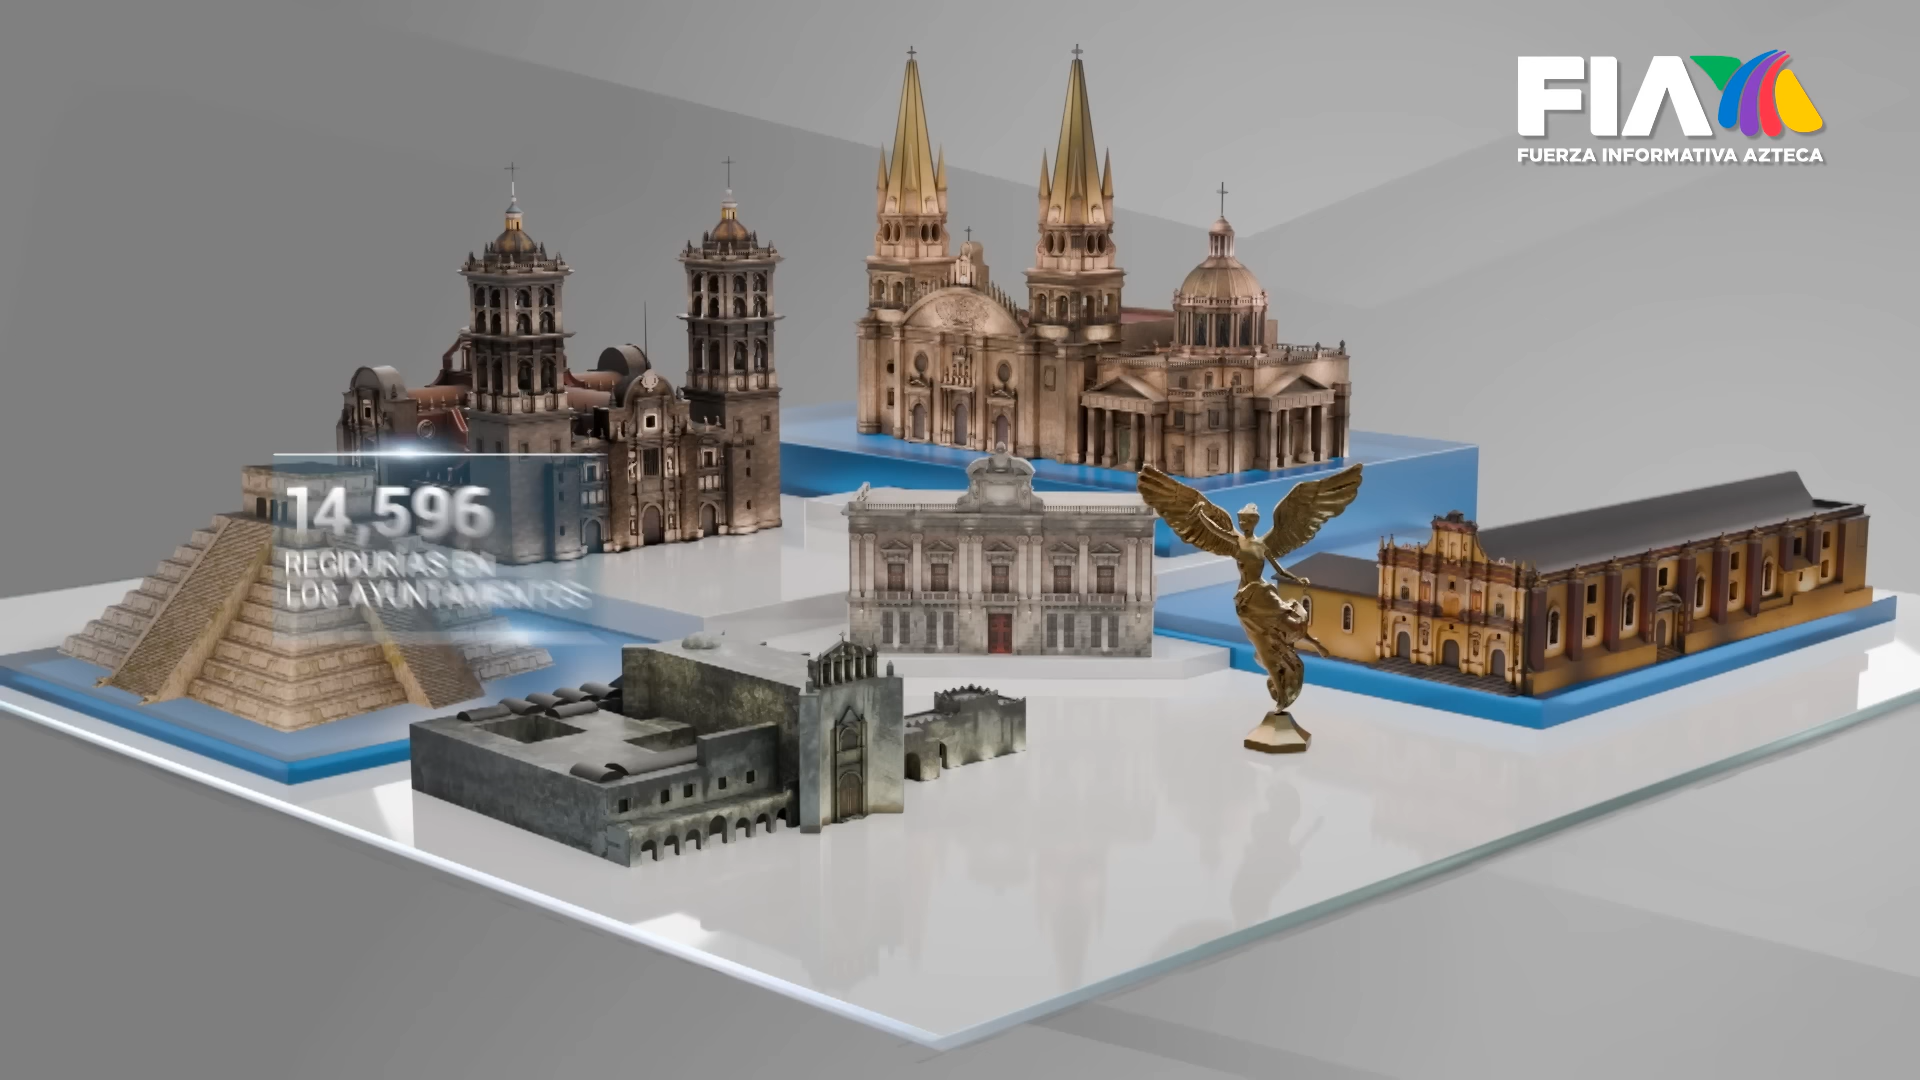 FIA
FUERZA INFORMATIVA AZTECA
14,596
REGIDURÍAS EN
LOS AYUNTAMIENTOS